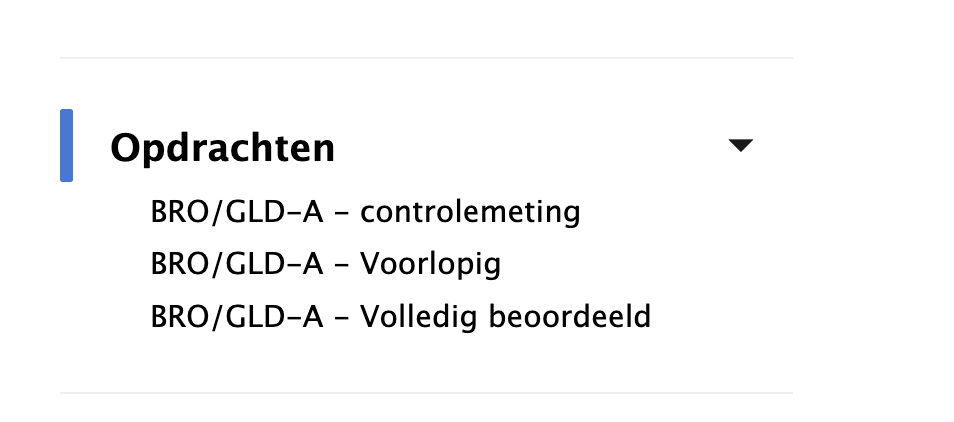 Opdrachten
BRO/GLD-A - controlemeting
BRO/GLD-A - Voorlopig
BRO/GLD-A - Volledig beoordeeld